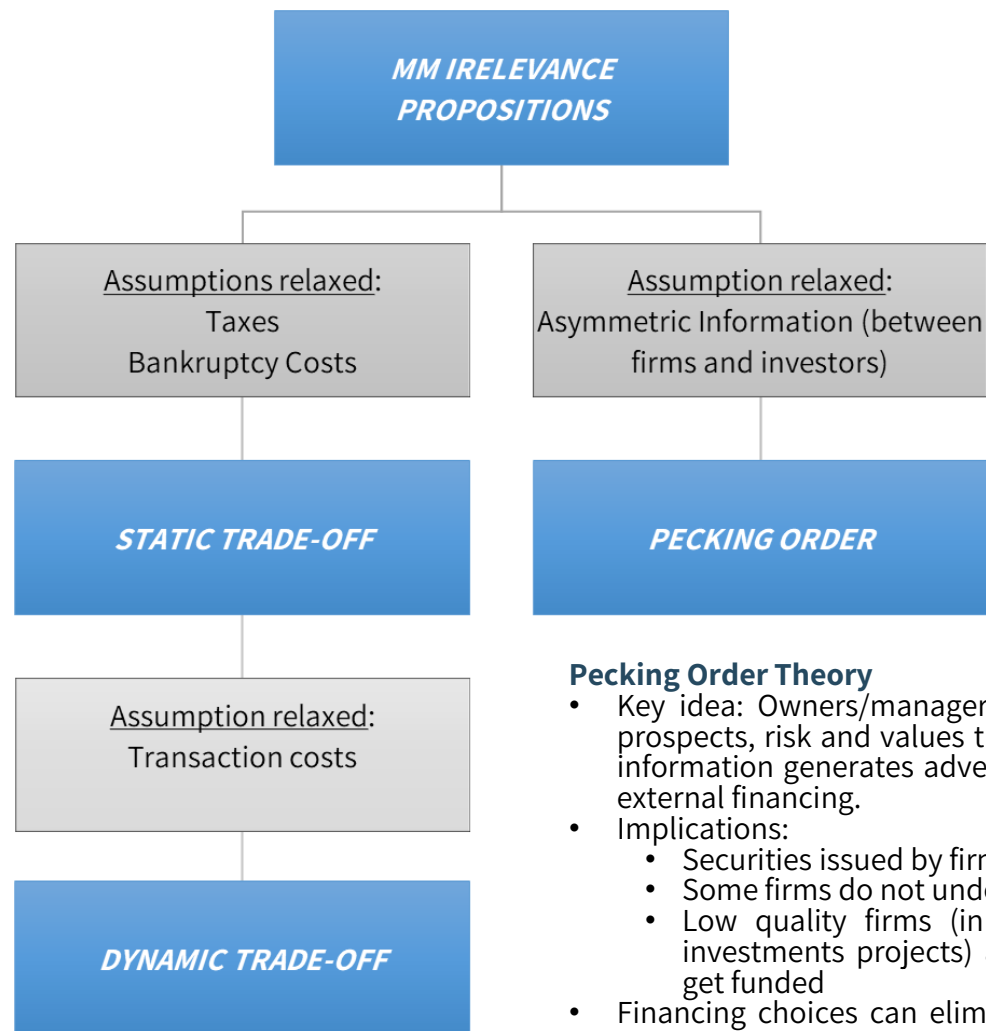 MM IRELEVANCE
PROPOSITIONS
Assumptions relaxed:
Taxes
Bankruptcy Costs
Assumption relaxed:
Asymmetric Information (between
firms and investors)
STATIC TRADE-OFF
PECKING ORDER
Assumption relaxed:
Transaction costs
DYNAMIC TRADE-OFF
Pecking Order Theory
• Key idea: Owners/manager
prospects, risk and values t
information generates adve
external financing.
• Implications:
• Securities issued by firm
• Some firms do not unde
• Low quality firms (in
investments projects)
get funded
• Financing choices can elim